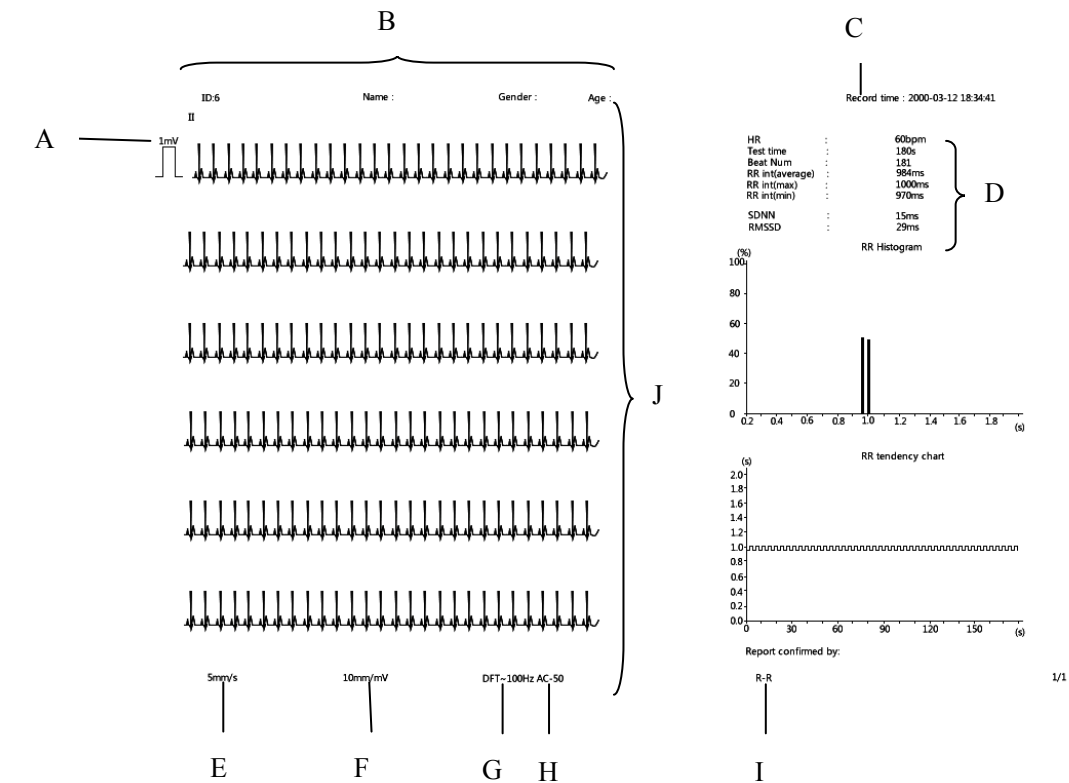 B
C
ID:6 Name : Gender : Age :
Record time : 2000-03-12 18:34:41
II
A
1mV
HR : 60bpm
Test time : 180s
Beat Num : 181
RR int(average) : 984ms
RR int(max) : 1000ms
RR int(min) : 970ms
D
SDNN : 15ms
RMSSD : 29ms
RR Histogram
(%)
100
80
60
40
20
0
0.2 0.4 0.6 0.8 1.0 1.2 1.4 1.6 1.8 (s)
J
RR tendency chart
(s)
2.0
1.8
1.6
1.4
1.2
1.0
0.8
0.6
0.4
0.2
0.0
0 30 60 90 120 150 (s)
Report confirmed by:
5mm/s 10mm/mV DFT~100Hz AC-50 R-R 1/1
E F G H I